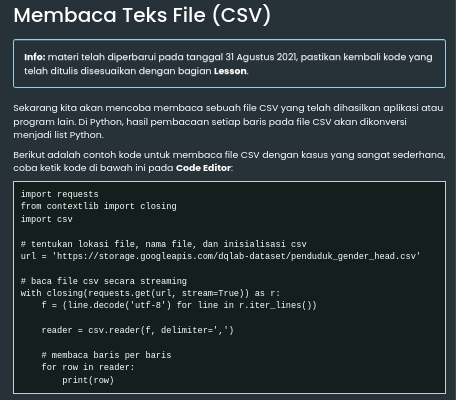 Membaca Teks File (CSV)
Info: materi telah diperbarui pada tanggal 31 Agustus 2021, pastikan kembali kode yang
telah ditulis disesuaikan dengan bagian Lesson.
Sekarang kita akan mencoba membaca sebuah file CSV yang telah dihasilkan aplikasi atau
program lain. Di Python, hasil pembacaan setiap baris pada file CSV akan dikonversi
menjadi list Python.
Berikut adalah contoh kode untuk membaca file CSV dengan kasus yang sangat sederhana,
coba ketik kode di bawah ini pada Code Editor:
import requests
from contextlib import closing
import csv
# tentukan lokasi file, nama file, dan inisialisasi csv
url = 'https://storage.googleapis.com/dqlab-dataset/penduduk_gender_head.csv'
# baca file csv secara streaming
with closing(requests.get(url, stream=True)) as r:
    f = (line.decode('utf-8') for line in r.iter_lines())
    reader = csv.reader(f, delimiter=',')
    # membaca baris per baris
    for row in reader:
        print(row)